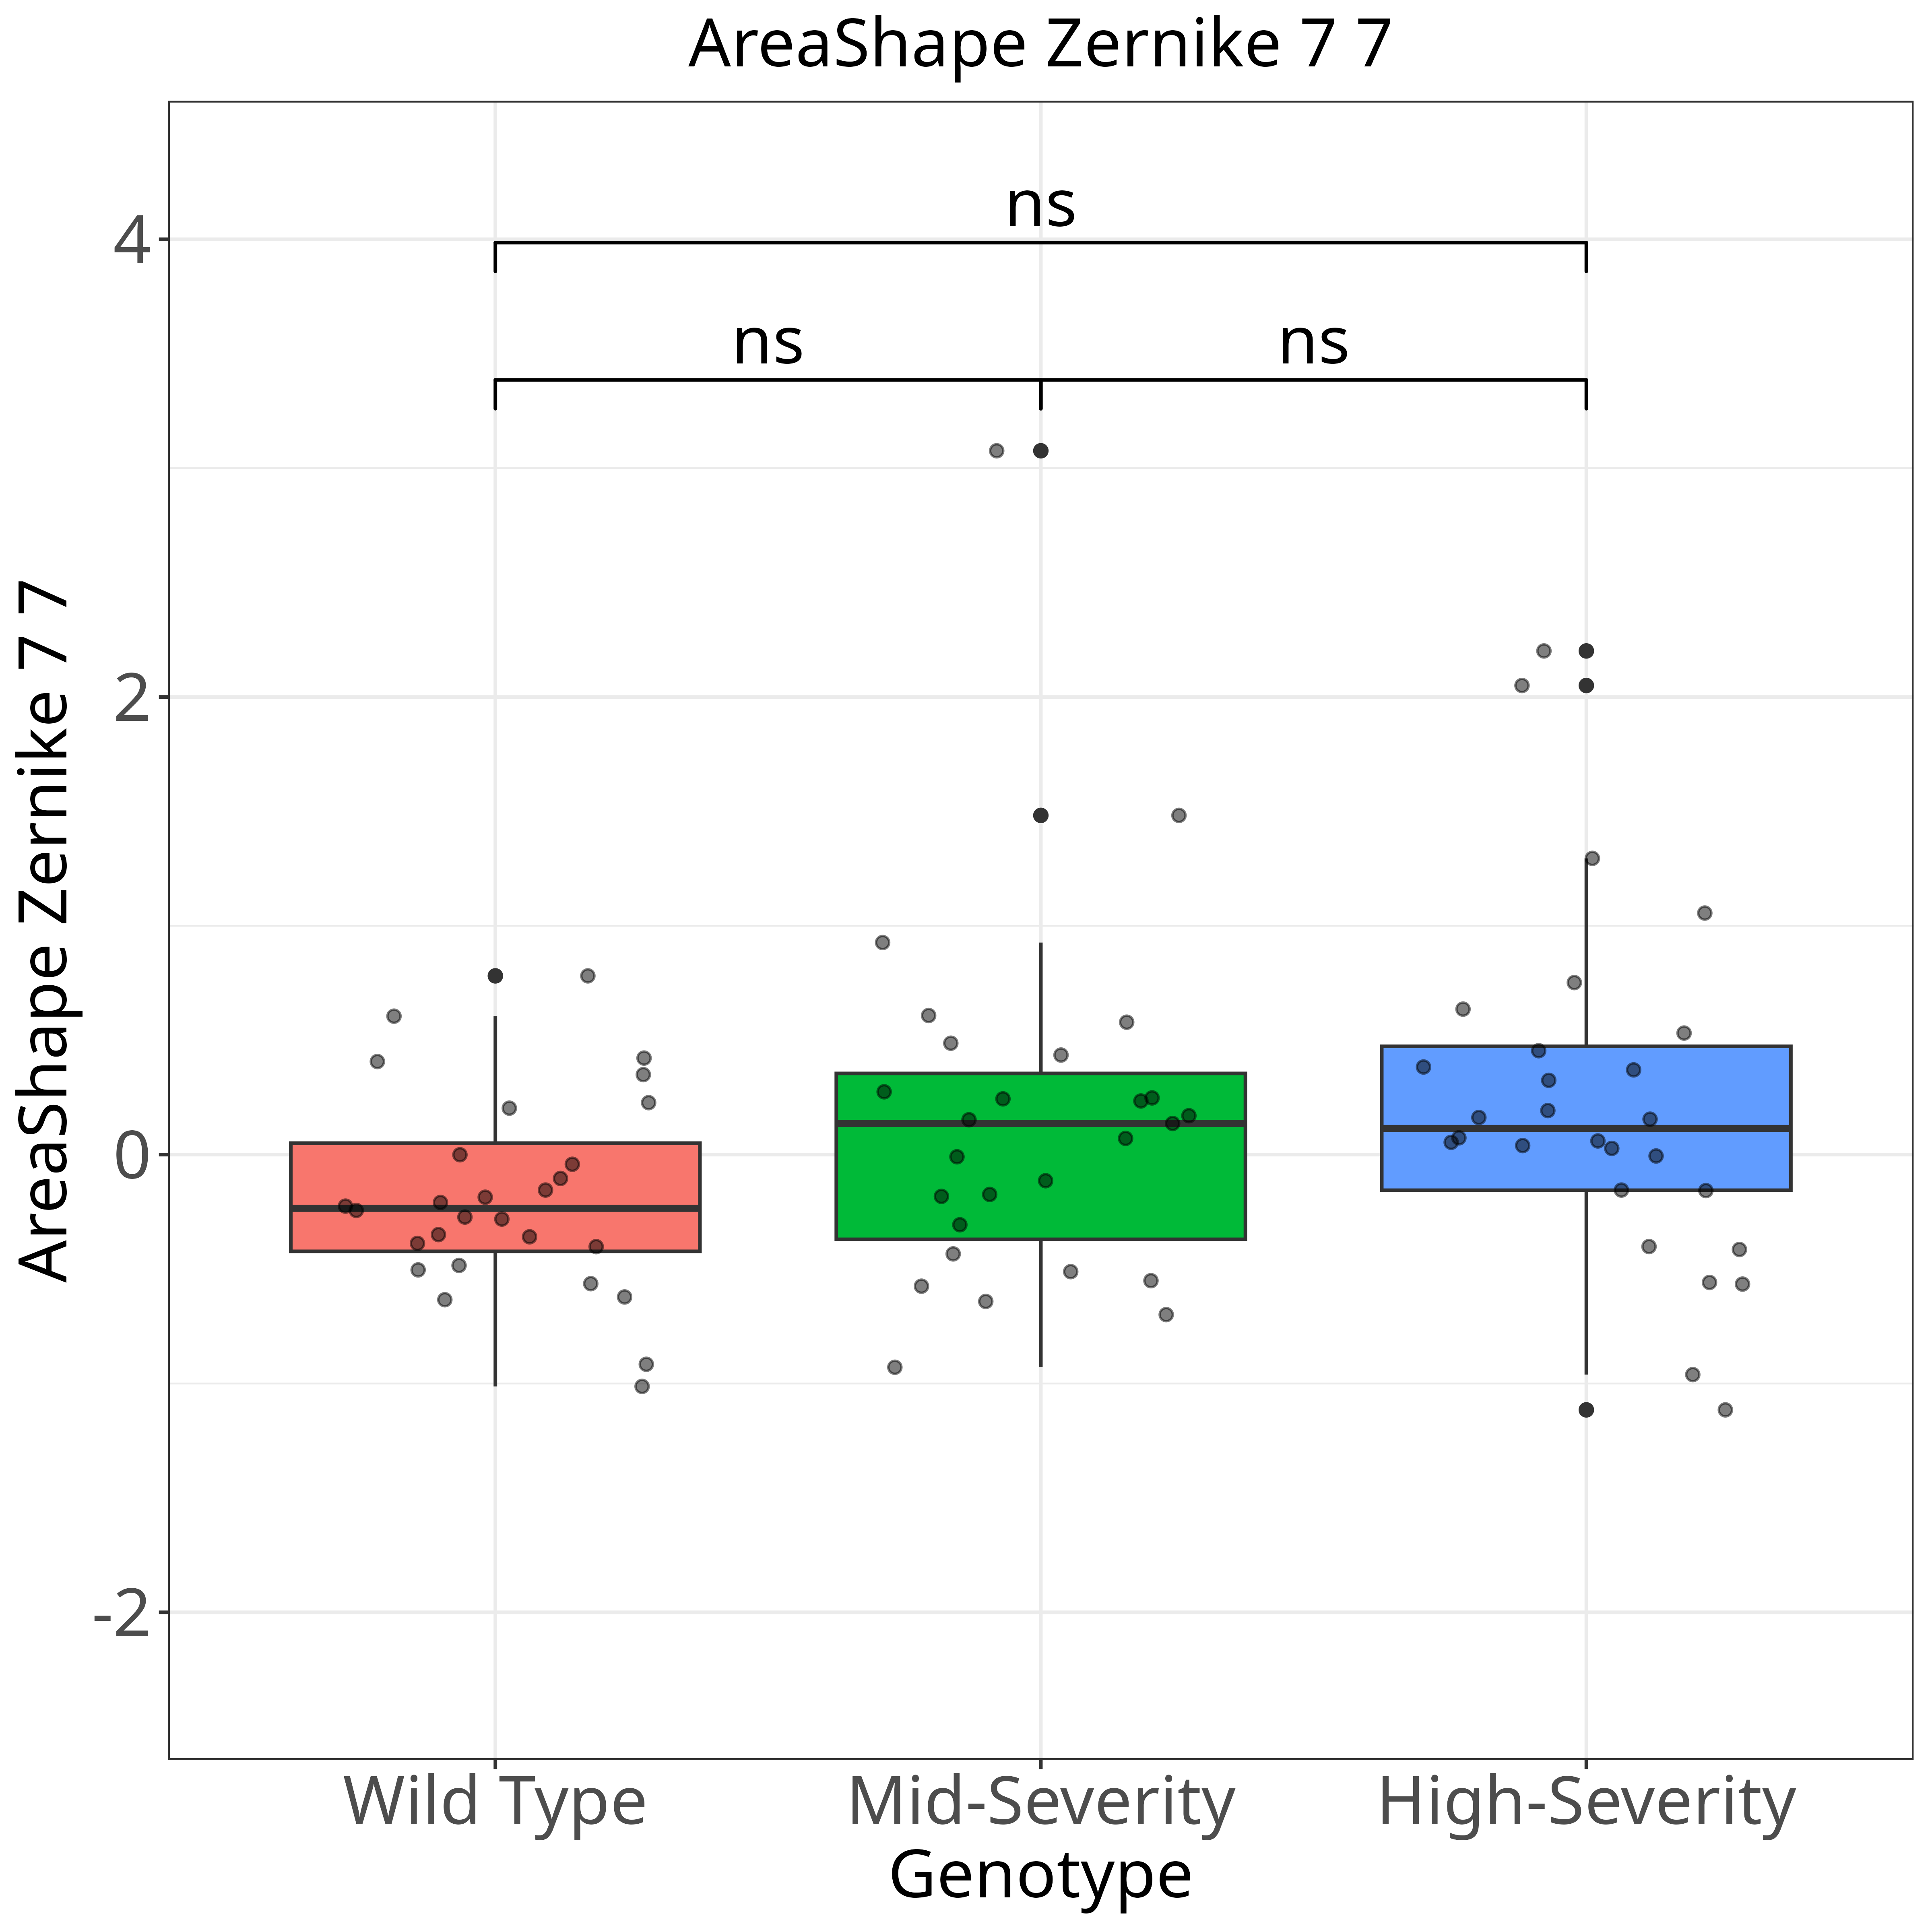 AreaShape Zernike 7 7
ns
ns ns
4
2
0
-2
AreaShape Zernike 7 7
Wild Type Mid-Severity High-Severity
Genotype